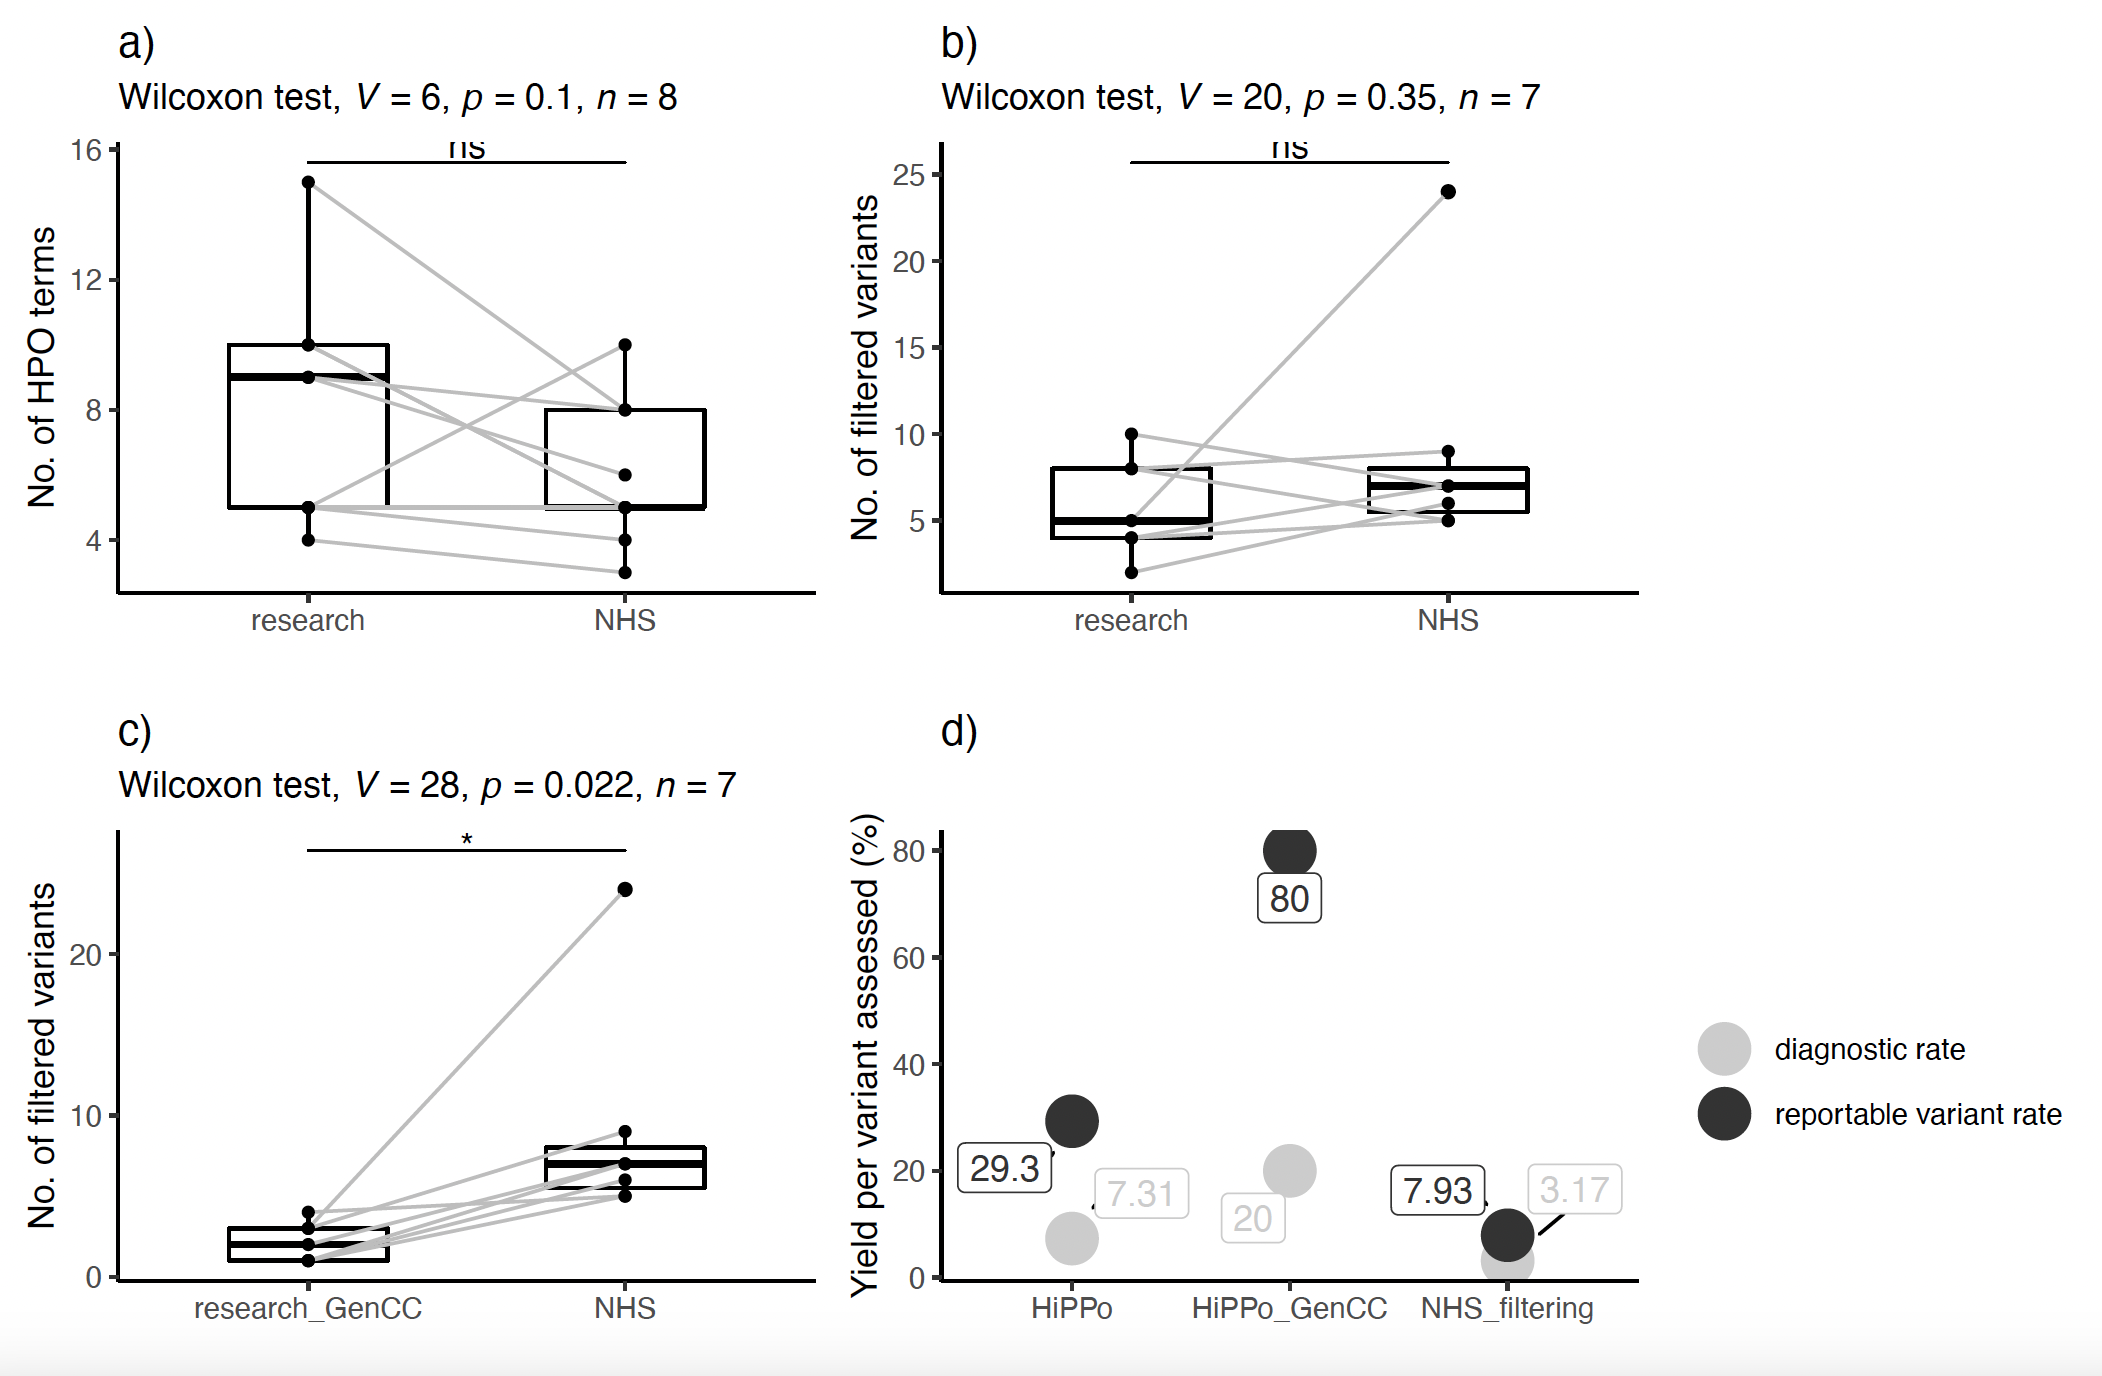 a)
Wilcoxon test, V = 6, p = 0.1, n = 8
ns
No. of HPO terms
16
12
8
4
research
NHS
b)
Wilcoxon test, V = 20, p = 0.35, n = 7
ns
No. of filtered variants
25
20
15
10
5
research
NHS
c)
Wilcoxon test, V = 28, p = 0.022, n = 7
*
No. of filtered variants
20
10
0
research_GenCC
NHS
d)
Yield per variant assessed (%)
80
60
40
20
0
80
29.3
7.31
20
7.93
3.17
HiPPo
HiPPo_GenCC
NHS_filtering
diagnostic rate
reportable variant rate